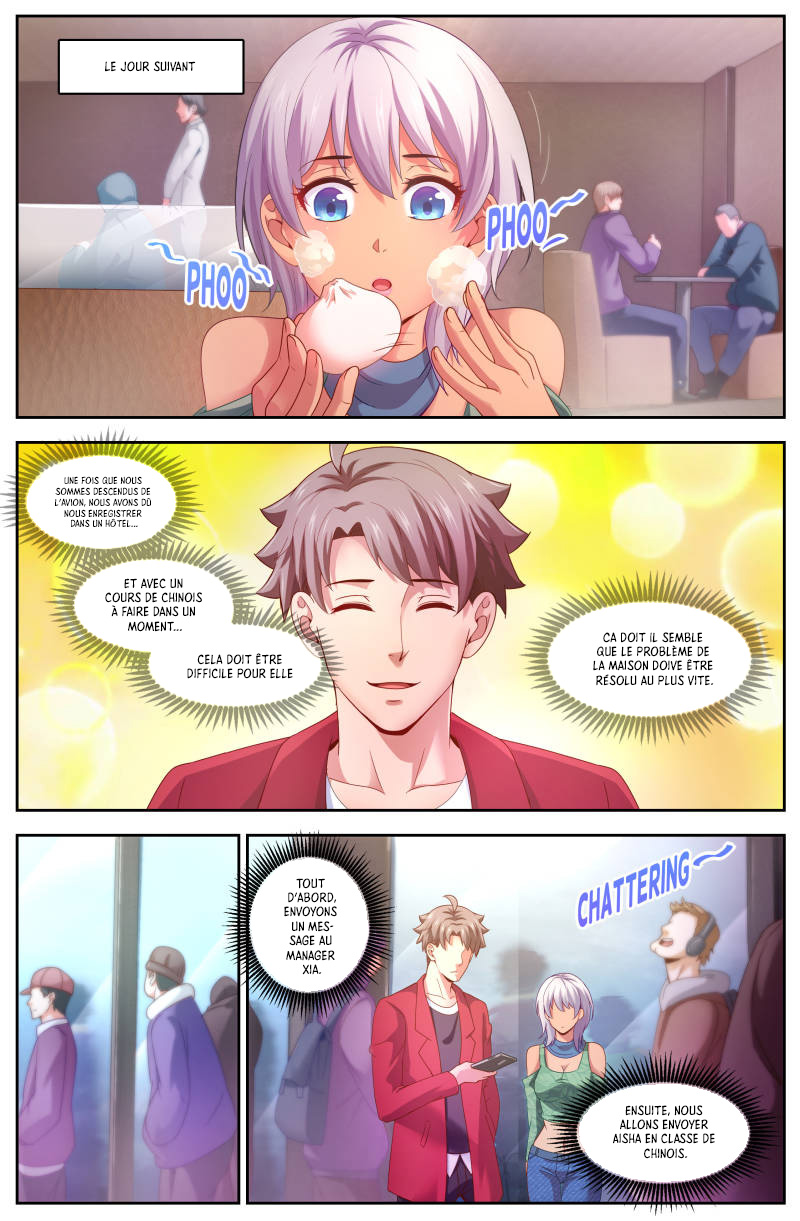 LE JOUR SUIVANT
PHOO
PHOO
UNE FOIS QUE NOUS
SOMMES DESCENDUS DE
L'AVION, NOUS AVONS DÛ
NOUS ENREGISTRER
DANS UN HÔTEL...
ET AVEC UN
COURS DE CHINOIS
À FAIRE DANS UN
MOMENT...
CELA DOIT ÊTRE
DIFFICILE POUR ELLE
CA DOIT IL SEMBLE
QUE LE PROBLÈME DE
LA MAISON DOIVE ÊTRE
RÉSOLU AU PLUS VITE.
TOUT
D'ABORD,
ENVOYONS
UN MES-
SAGE AU
MANAGER
XIA.
CHATTERING
ENSUITE, NOUS
ALLONS ENVOYER
AISHA EN CLASSE DE
CHINOIS.